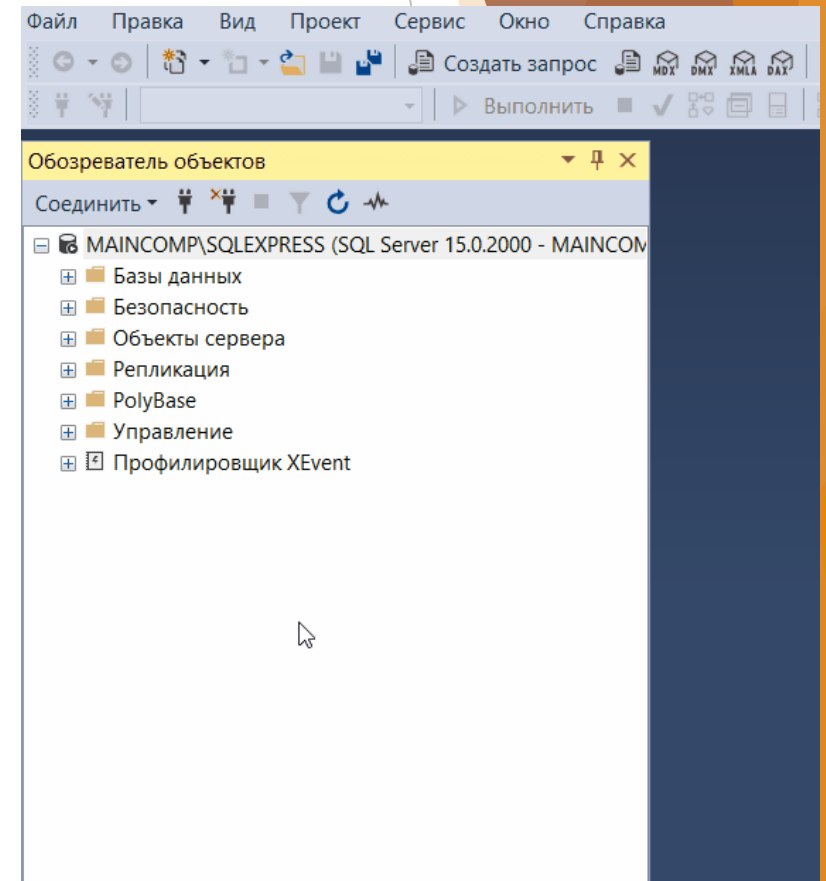 Файл Правка Вид Проект Сервис Окно Справка
Создать запрос MDX DMX XMLA DAX
Выполнить
Обозреватель объектов
Соединить
MAINCOMP\SQLEXPRESS (SQL Server 15.0.2000 - MAINCOM
Базы данных
Безопасность
Объекты сервера
Репликация
PolyBase
Управление
Профилировщик XEvent